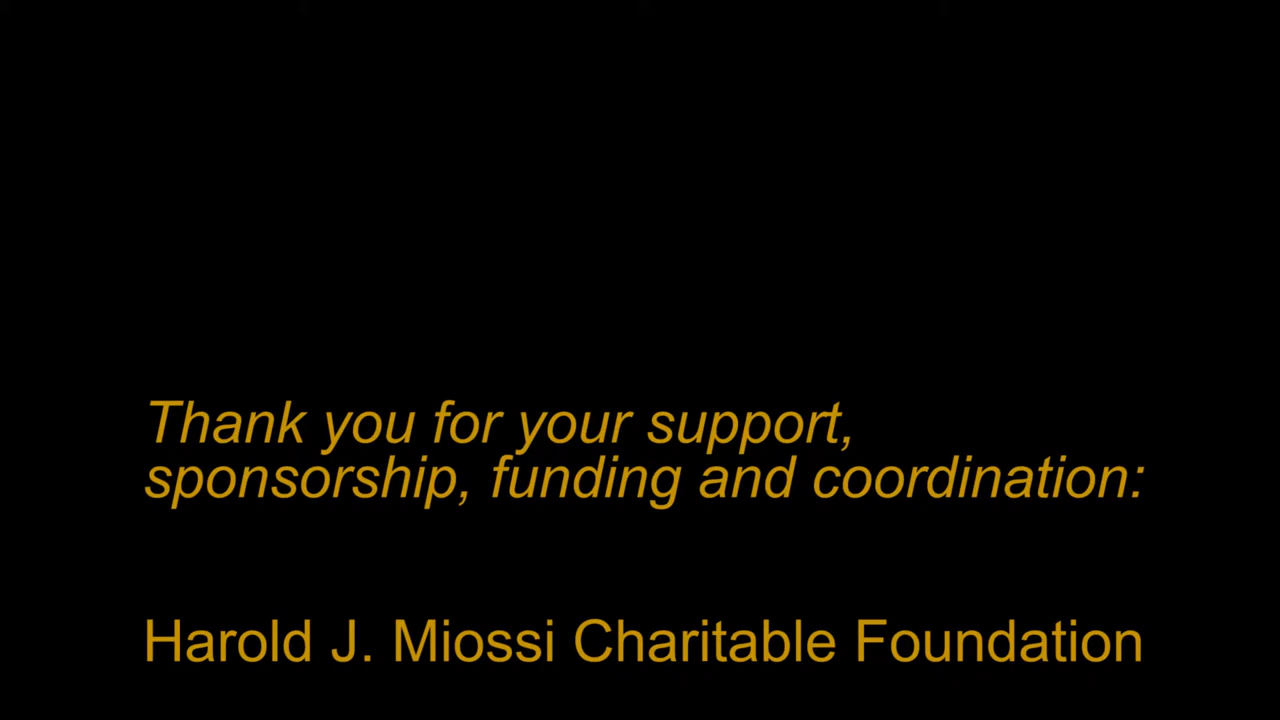 Thank you for your support,
sponsorship, funding and coordination:
Harold J. Miossi Charitable Foundation